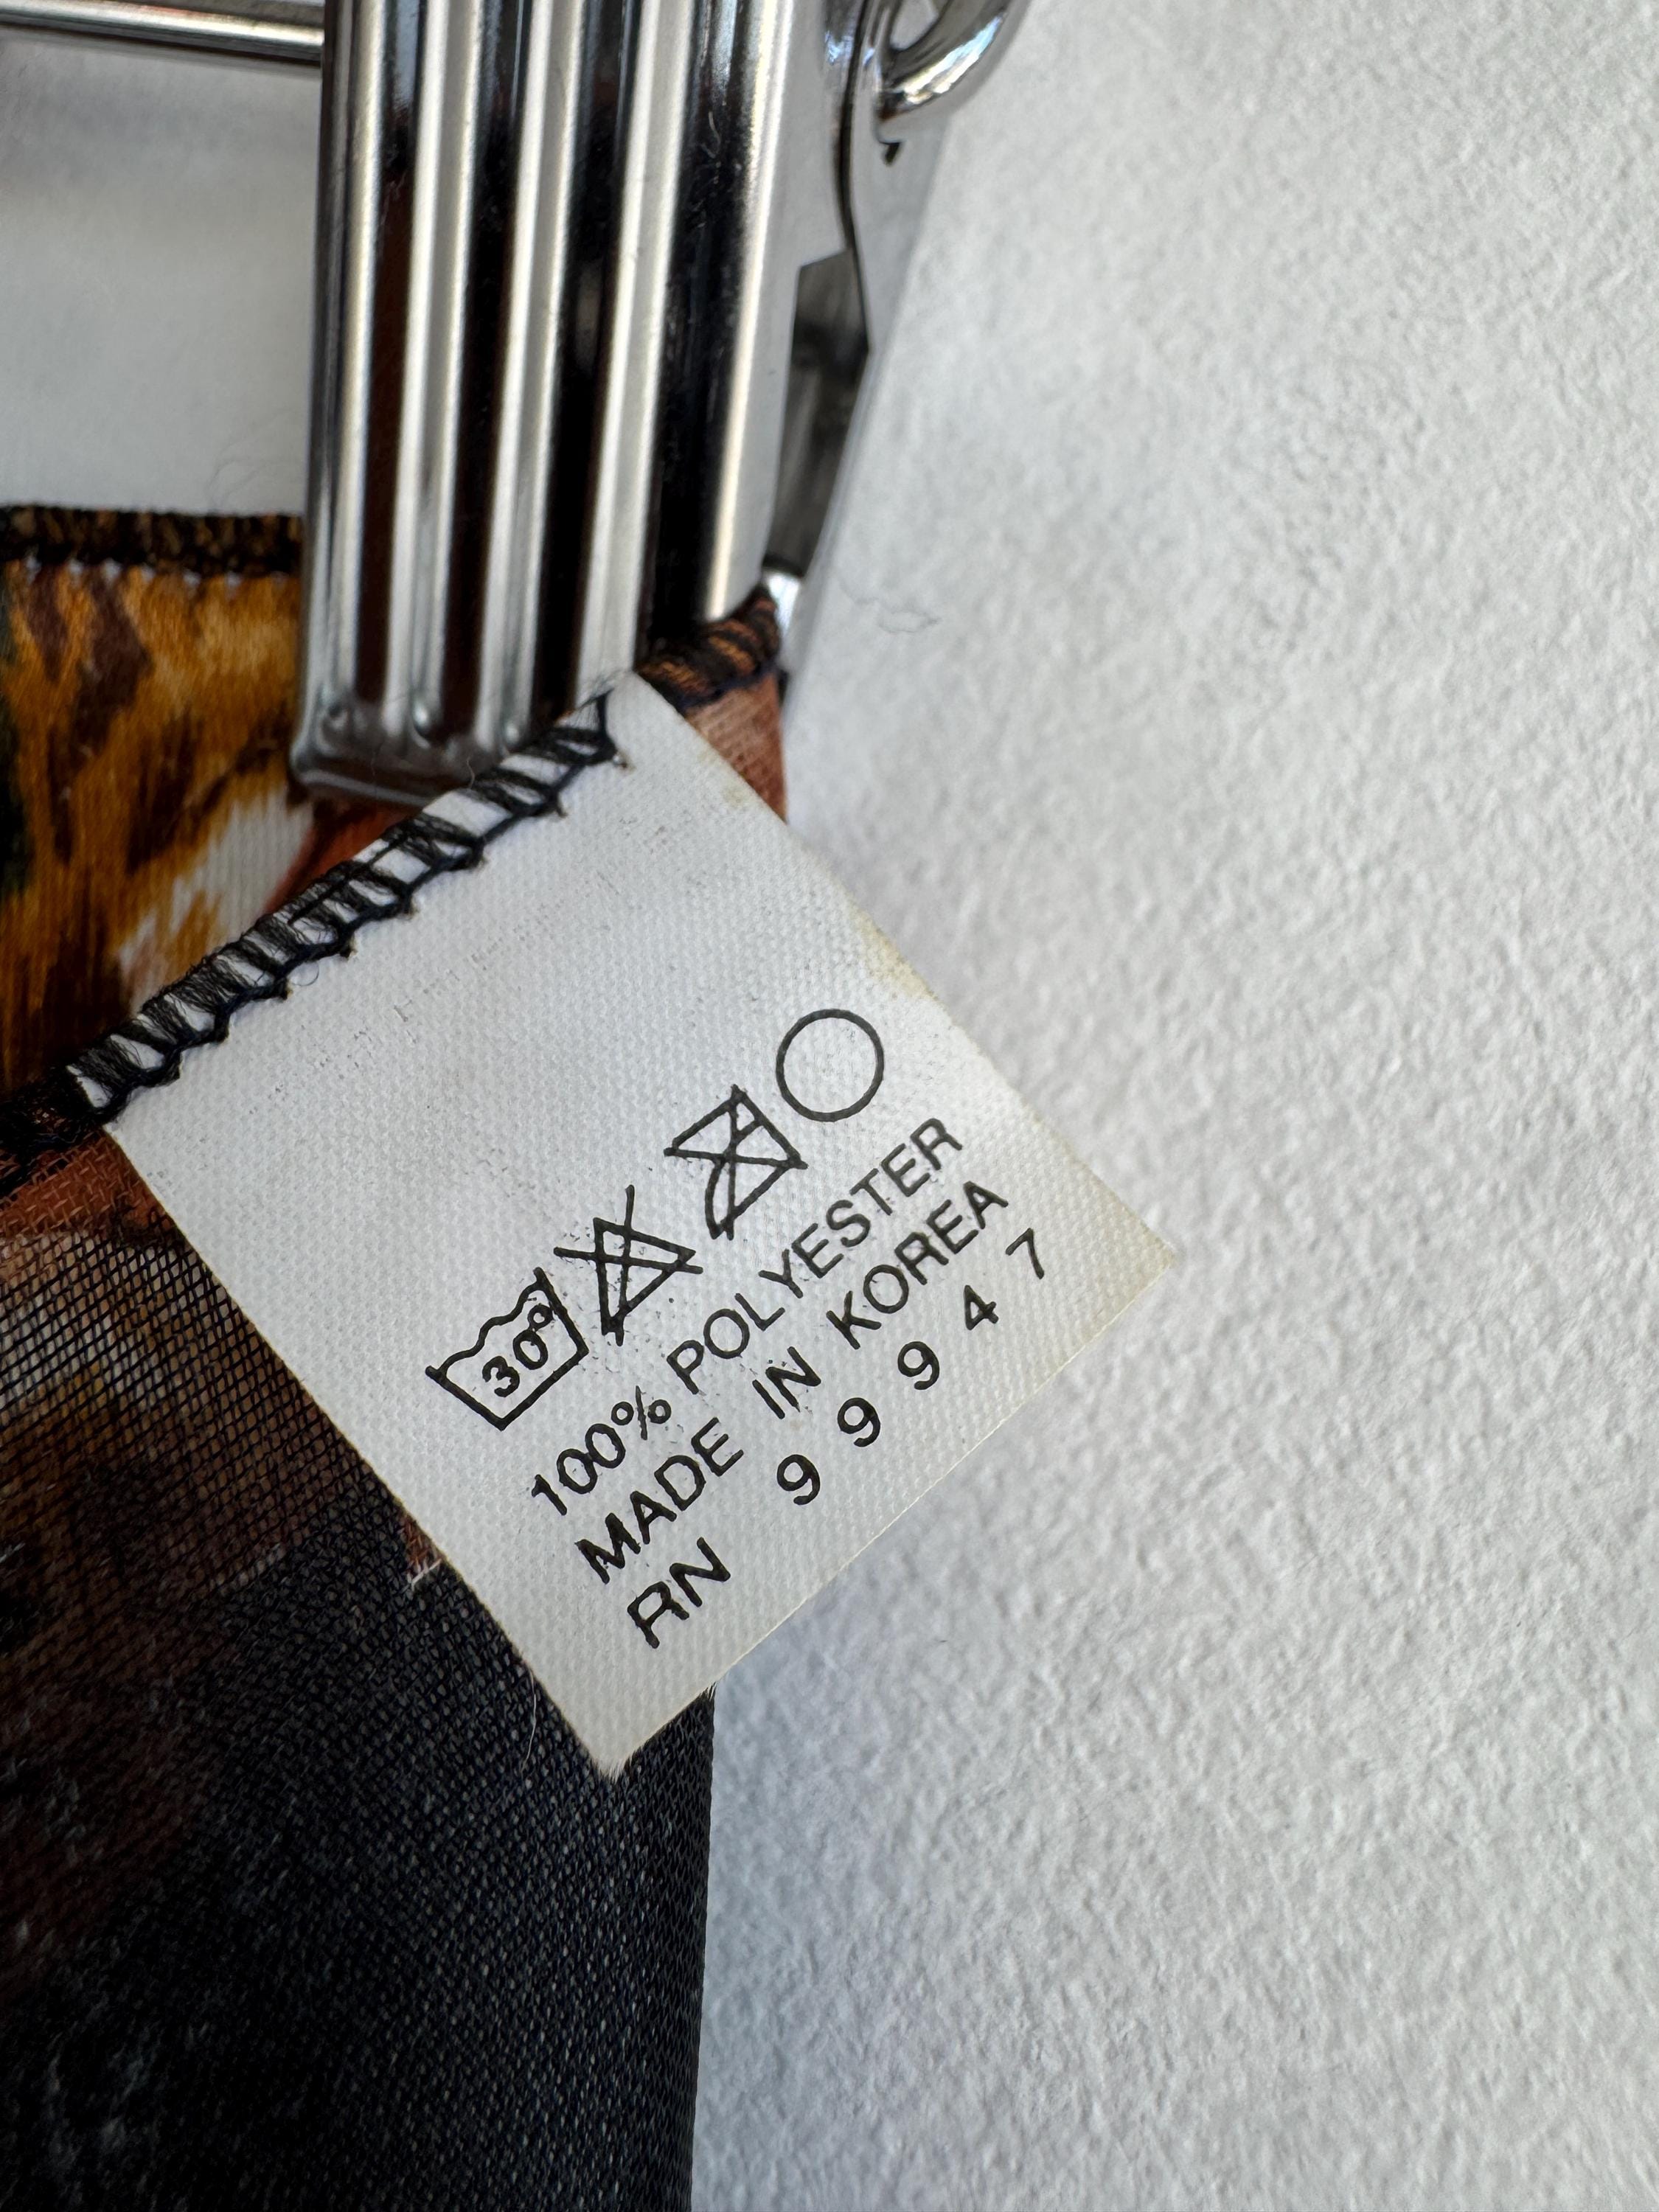 30°
100% POLYESTER
MADE IN KOREA
RN 99947